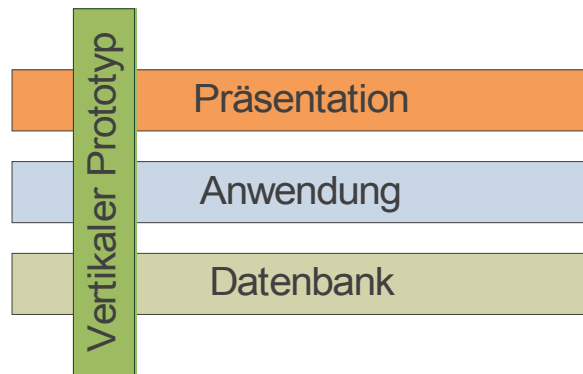 Vertikaler Prototyp
Präsentation
Anwendung
Datenbank